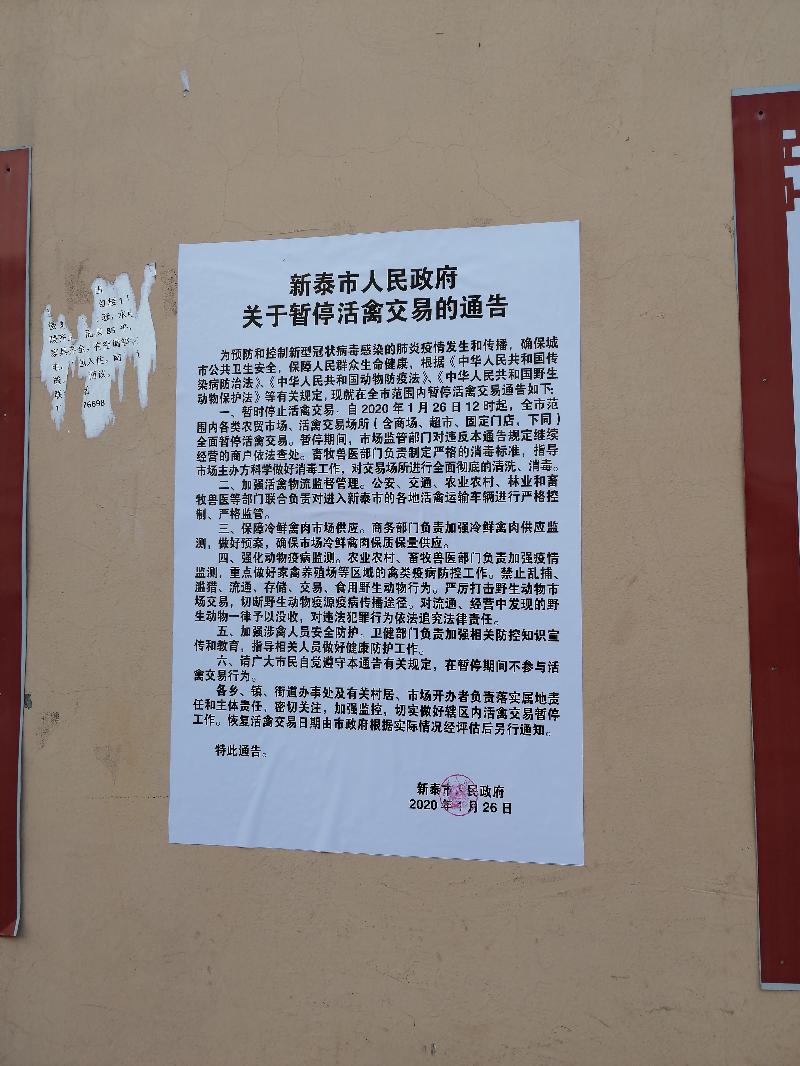 新泰市人民政府
关于暂停活禽交易的通告
为预防和控制新型冠状病毒感染的肺炎疫情发生和传播，确保城
市公共卫生安全，保障人民群众生命健康，根据《中华人民共和国传
染病防治法》、《中华人民共和国动物防疫法》、《中华人民共和国野生
动物保护法》等有关规定，现就在全市范围内暂停活禽交易通告如下：
一、暂时停止活禽交易。自2020年1月26日12时起，全市范
围内各类农贸市场、活禽交易场所（含商场、超市、固定门店，下同）
全面暂停活禽交易。暂停期间，市场监管部门对违反本通告规定继续
经营的商户依法查处。畜牧兽医部门负责制定严格的消毒标准，指导
市场主办方科学做好消毒工作，对交易场所进行全面彻底的清洗、消毒。
二、加强活禽物流监督管理。公安、交通、农业农村、林业和畜
牧兽医等部门联合负责对进入新泰市的各地活禽运输车辆进行严格控
制、严格监管。
三、保障冷鲜禽肉市场供应。商务部门负责加强冷鲜禽肉供应监
测，做好预案，确保市场冷鲜禽肉保质保量供应。
四、强化动物疫病监测。农业农村、畜牧兽医部门负责加强疫情
监测，重点做好家禽养殖场等区域的禽类疫病防控工作。禁止乱捕、
滥猎、流通、存储、交易、食用野生动物行为。严厉打击野生动物市
场交易，切断野生动物疫源疫病传播途径。对流通、经营中发现的野
生动物一律予以没收，对违法犯罪行为依法追究法律责任。
五、加强涉禽人员安全防护。卫健部门负责加强相关防控知识宣
传和教育，指导相关人员做好健康防护工作。
六、请广大市民自觉遵守本通告有关规定，在暂停期间不参与活
禽交易行为。
各乡、镇、街道办事处及有关村居、市场开办者负责落实属地责
任和主体责任，密切关注，加强监控，切实做好辖区内活禽交易暂停
工作。恢复活禽交易日期由市政府根据实际情况经评估后另行通知。
特此通告。
新泰市人民政府
2020年1月26日
76698